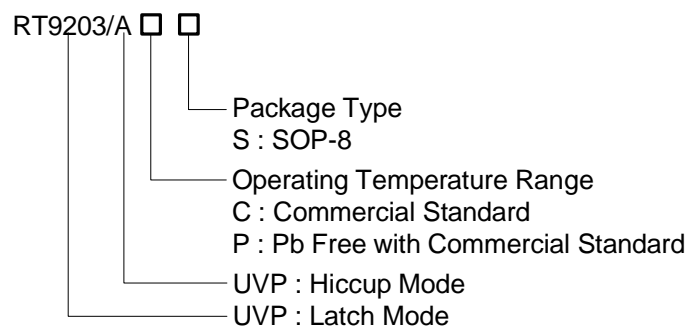 RT9203/A
Package Type
S : SOP-8
Operating Temperature Range
C : Commercial Standard
P : Pb Free with Commercial Standard
UVP : Hiccup Mode
UVP : Latch Mode